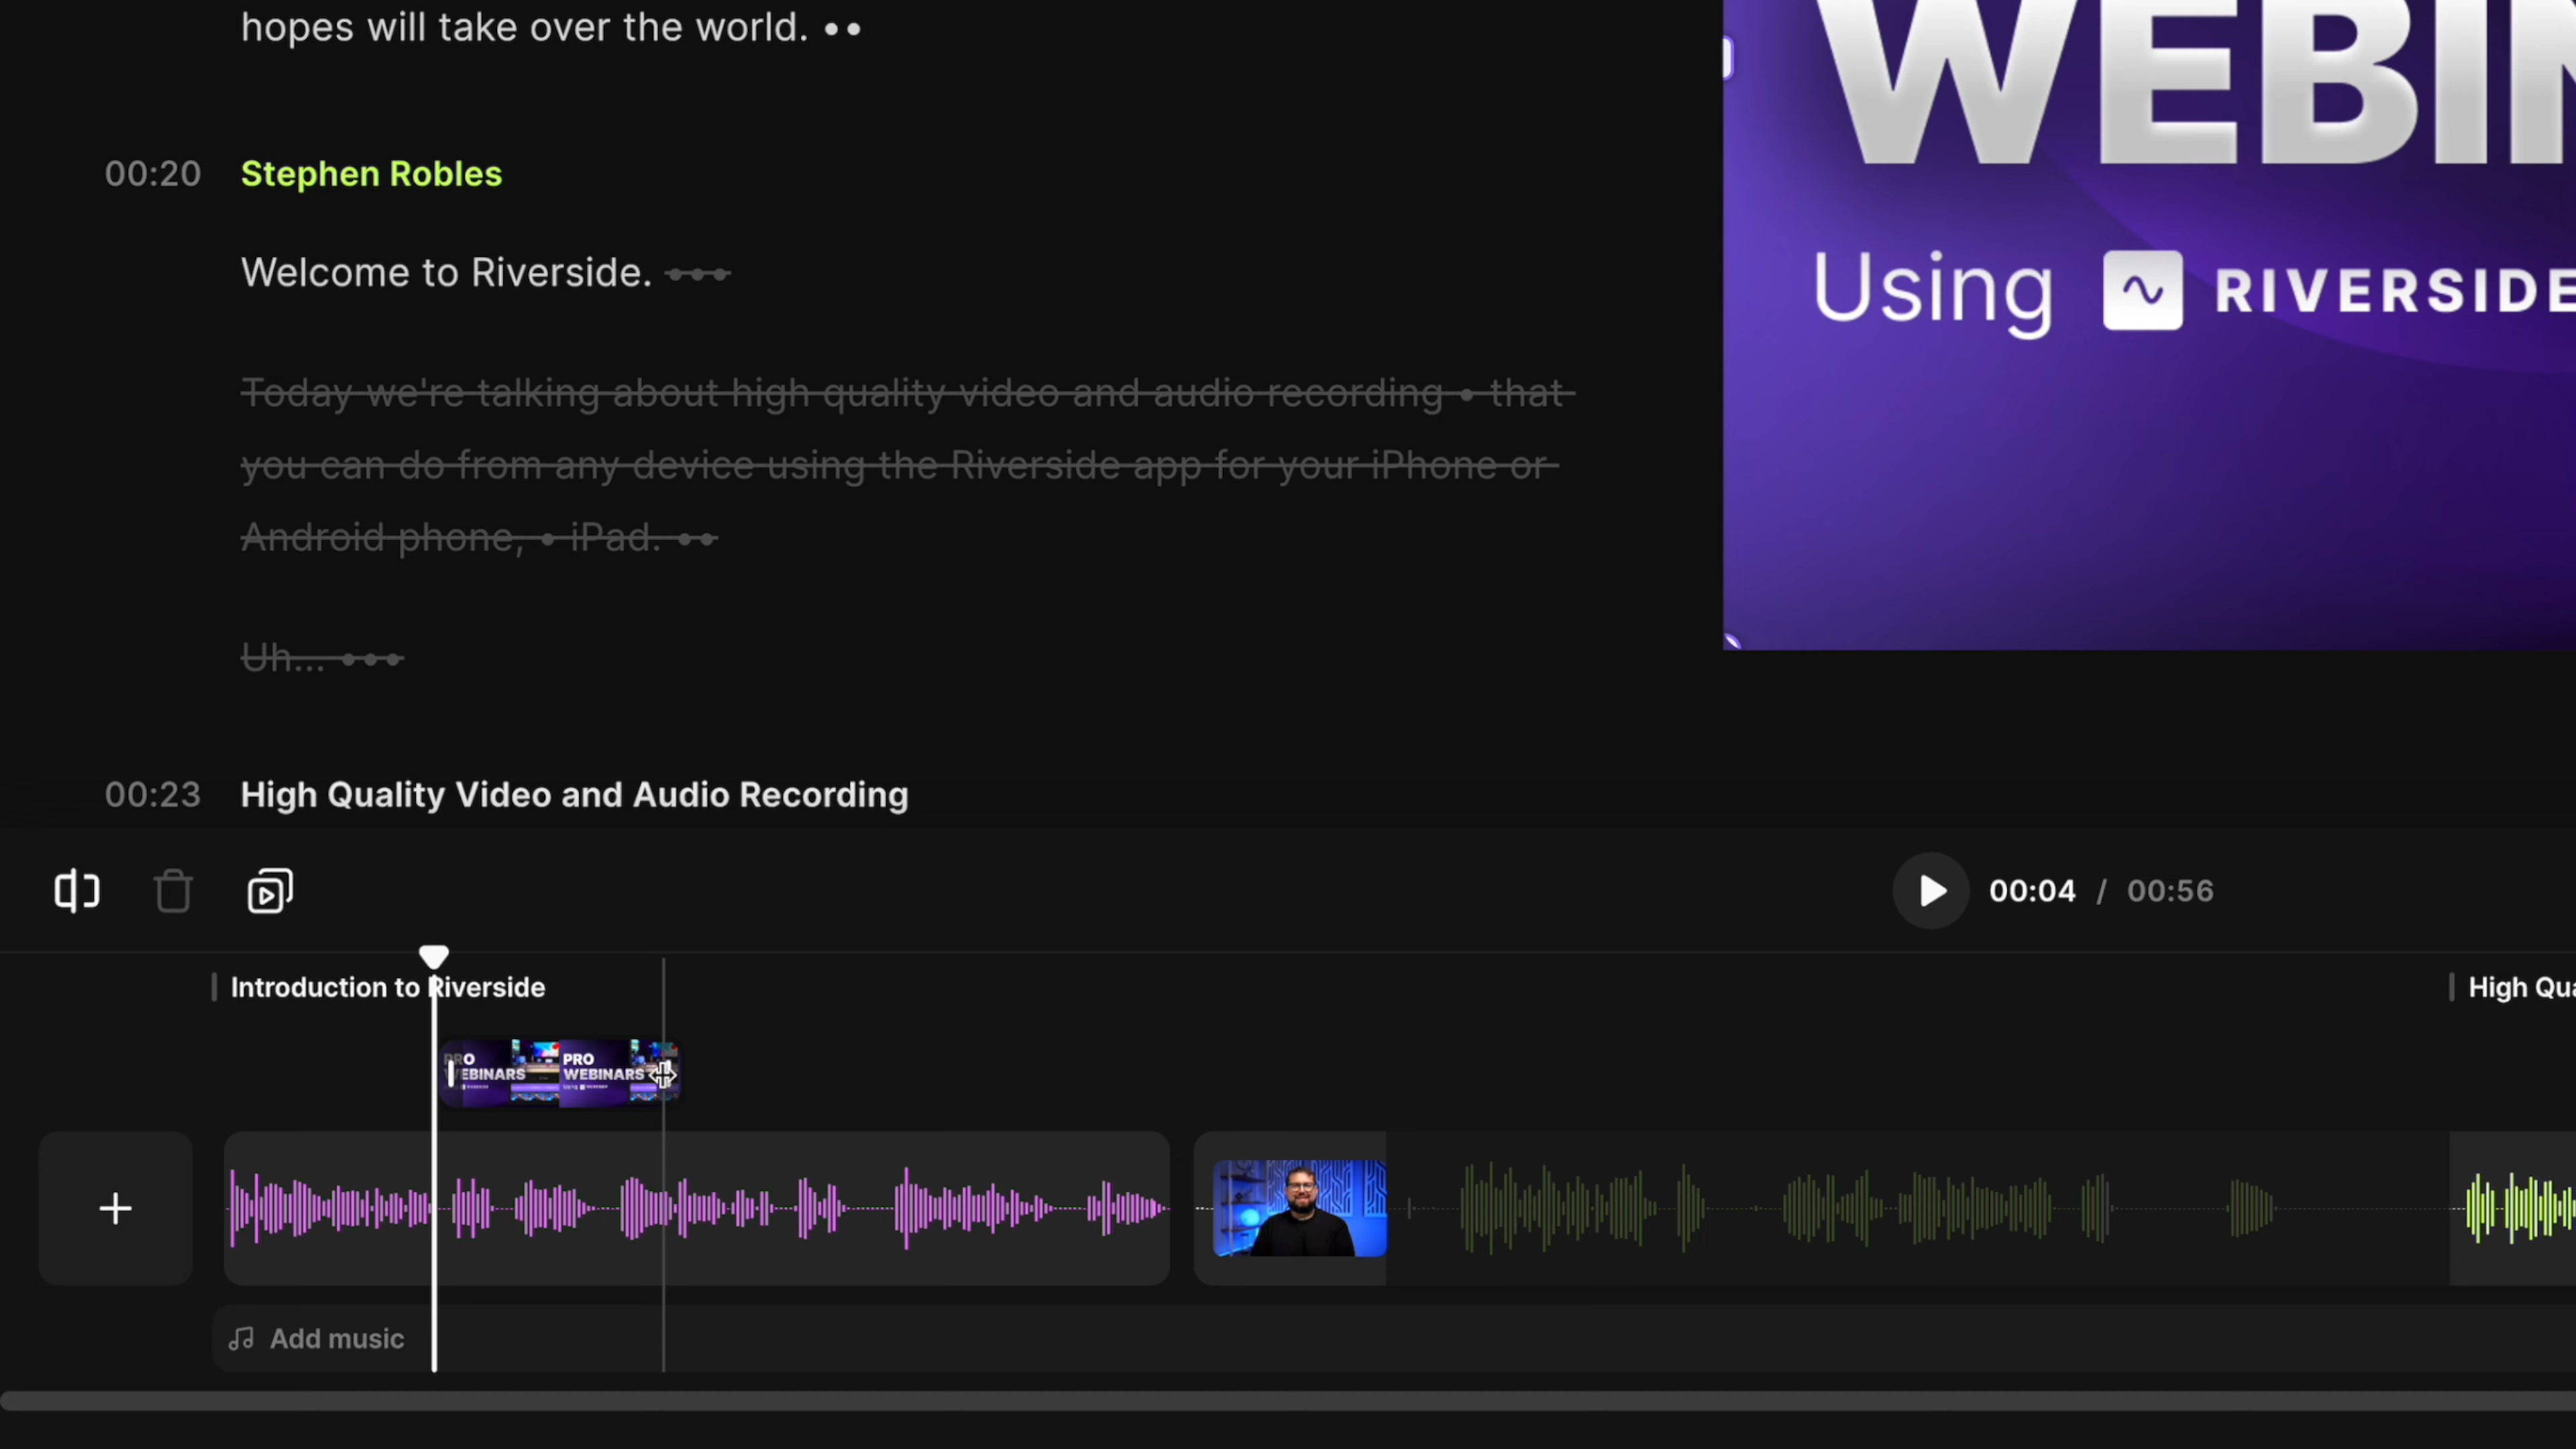 hopes will take over the world. ••
00:20 Stephen Robles
Welcome to Riverside. •••
Today we're talking about high quality video and audio recording • that
you can do from any device using the Riverside app for your iPhone or
Android phone, • iPad. ••
Uh... •••
00:23 High Quality Video and Audio Recording
WEBIN
Using RIVERSIDE
00:04 / 00:56
Introduction to Riverside
High Qua
PRO
WEBINARS
PRO
WEBINARS
Add music